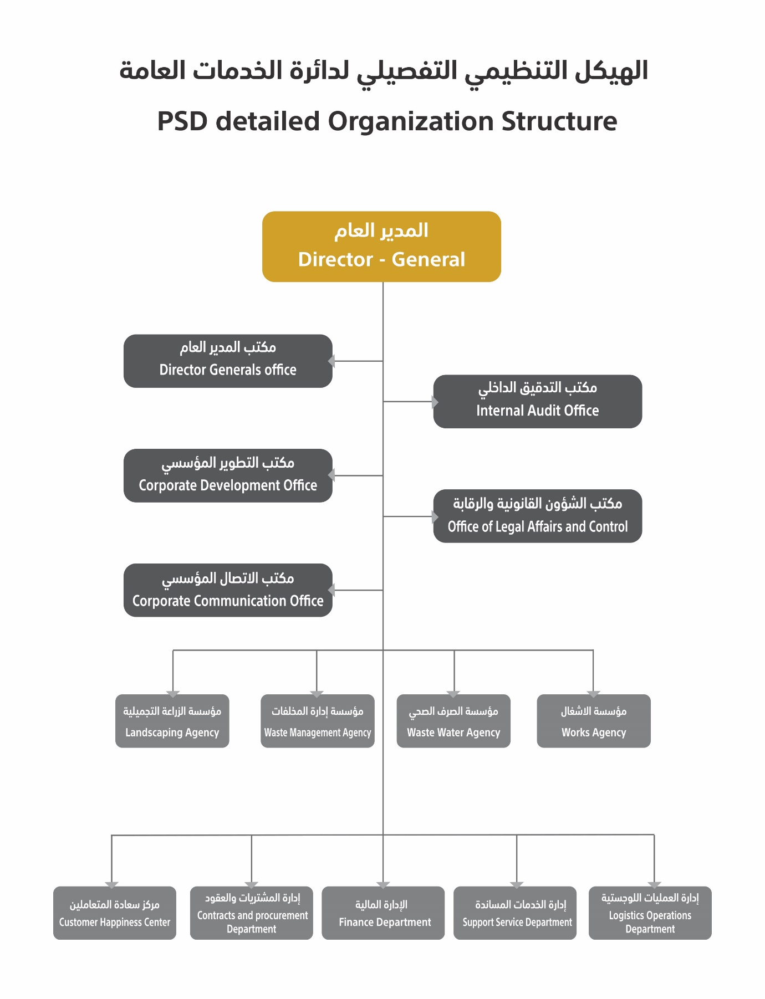 الهيكل التنظيمي التفصيلي لدائرة الخدمات العامة
PSD detailed Organization Structure
المدير العام
Director - General
مكتب المدير العام
Director Generals office
مكتب التدقيق الداخلي
Internal Audit Office
مكتب التطوير المؤسسي
Corporate Development Office
مكتب الشؤون القانونية والرقابة
Office of Legal Affairs and Control
مكتب الاتصال المؤسسي
Corporate Communication Office
مؤسسة الزراعة التجميلية
Landscaping Agency
مؤسسة إدارة المخلفات
Waste Management Agency
مؤسسة الصرف الصحي
Waste Water Agency
مؤسسة الاشغال
Works Agency
مركز سعادة المتعاملين
Customer Happiness Center
إدارة المشتريات والعقود
Contracts and procurement
Department
الإدارة المالية
Finance Department
إدارة الخدمات المساندة
Support Service Department
إدارة العمليات اللوجستية
Logistics Operations
Department